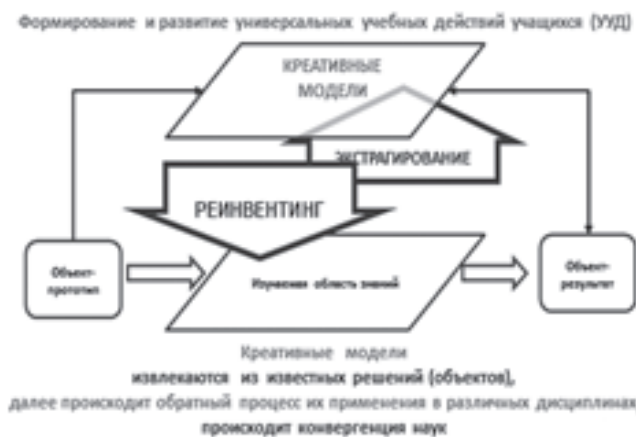 Формирование и развитие универсальных учебных действий учащихся (УУД)
КРЕАТИВНЫЕ
МОДЕЛИ
ЭКСТРАГИРОВАНИЕ
РЕИНВЕНТИНГ
Объект-
прототип
Изучаемая область знаний
Объект-
результат
Креативные модели
извлекаются из известных решений (объектов),
далее происходит обратный процесс их применения в различных дисциплинах
происходит конвергенция наук